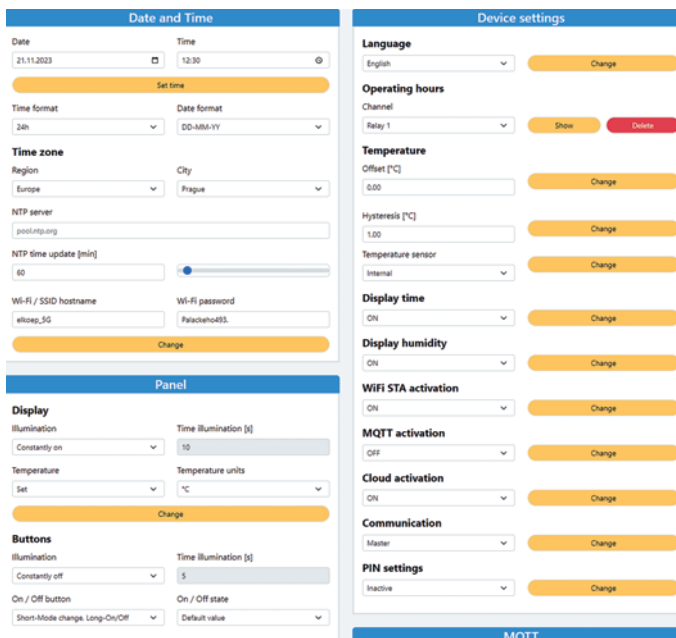 Date and Time
Date
Time
21.11.2023
12:30
Set time
Time format
Date format
24h
DD-MM-YY
Time zone
Region
City
Europe
Prague
NTP server
pool.ntp.org
NTP time update [min]
60
Wi-Fi / SSID hostname
Wi-Fi password
elkoep_5G
Palackeho493.
Change
Panel
Display
Illumination
Time illumination [s]
Constantly on
10
Temperature
Temperature units
Set
°C
Change
Buttons
Illumination
Time illumination [s]
Constantly off
5
On / Off button
On / Off state
Short-Mode change, Long-On/Off
Default value
Device settings
Language
English
Change
Operating hours
Channel
Relay 1
Show
Delete
Temperature
Offset [°C]
0.00
Change
Hysteresis [°C]
1.00
Change
Temperature sensor
Internal
Change
Display time
ON
Change
Display humidity
ON
Change
WiFi STA activation
ON
Change
MQTT activation
OFF
Change
Cloud activation
ON
Change
Communication
Master
Change
PIN settings
Inactive
Change
MQTT